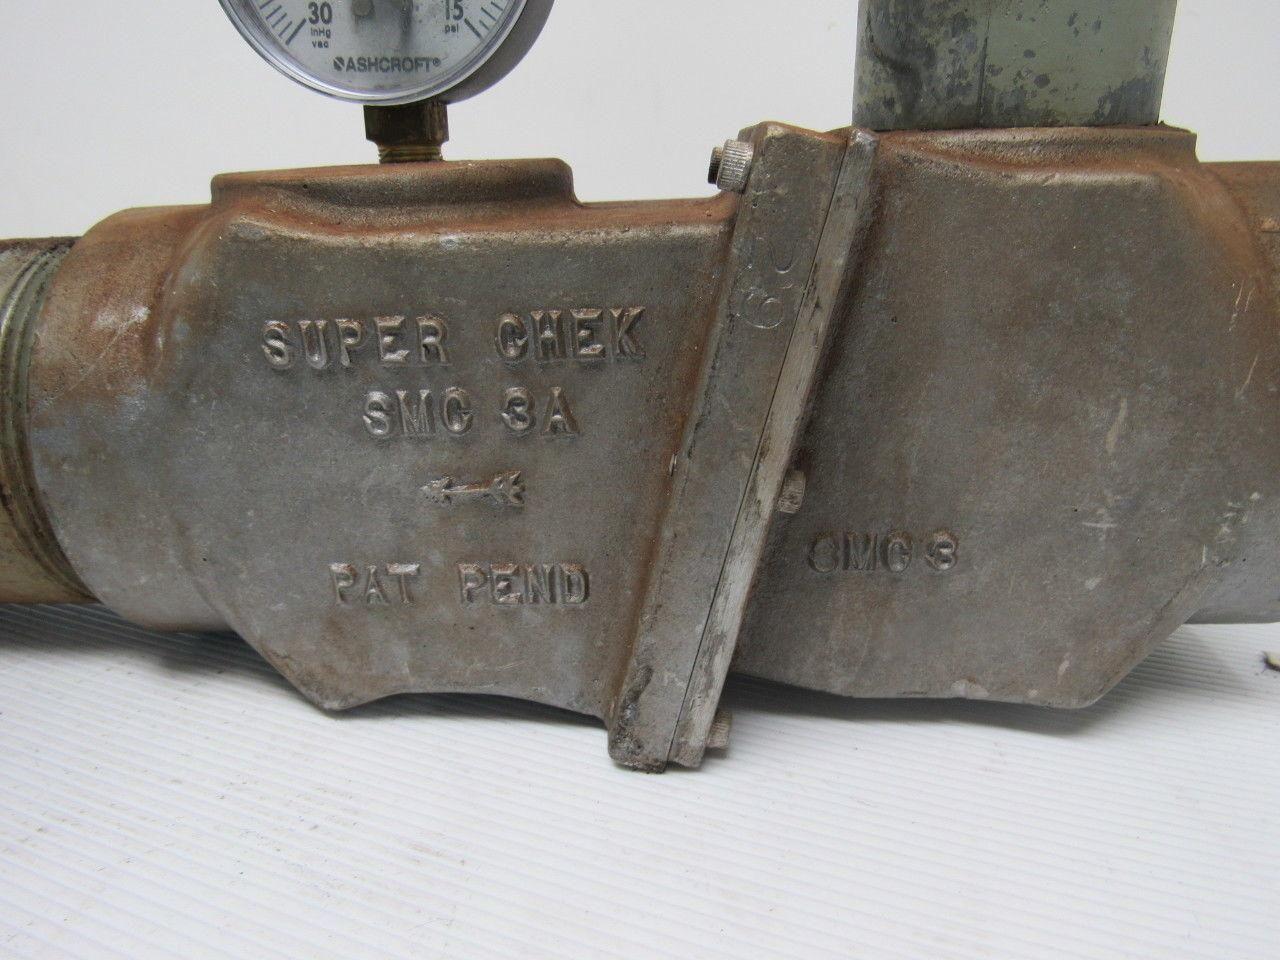 30
InHg
vac
15
psi
ASHCROFT®
SUPER CHEK
SMC 3A
PAT PEND
SMC 3